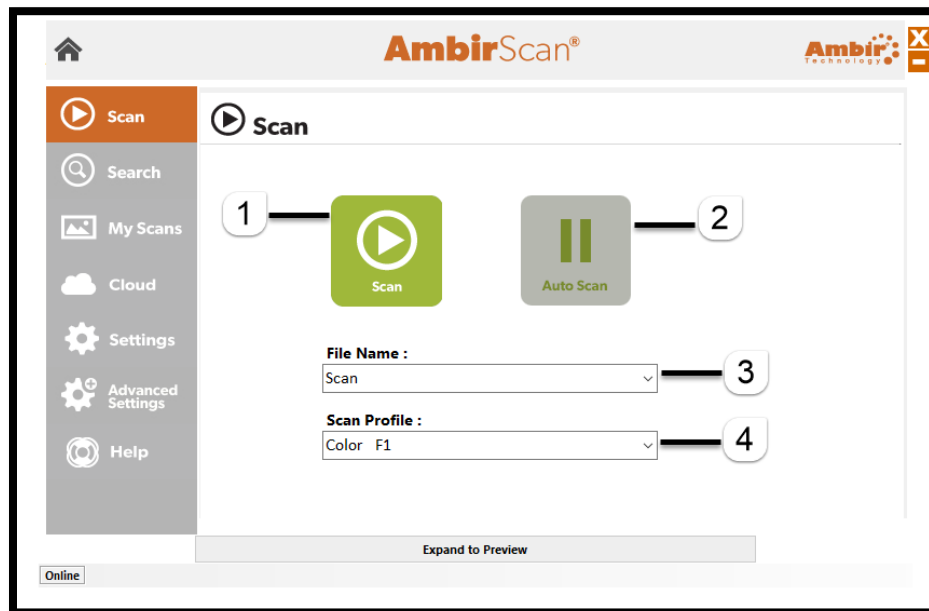 AmbirScan®
Ambir
Technology
X
Scan
Search
My Scans
Cloud
Settings
Advanced
Settings
Help
Scan
1
Scan
2
Auto Scan
File Name :
Scan
3
Scan Profile :
Color F1
4
Expand to Preview
Online